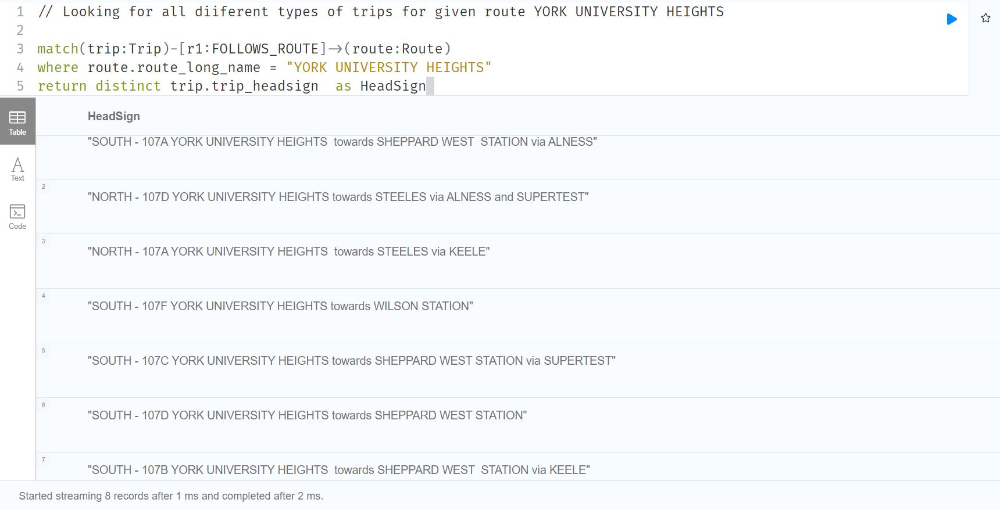 1 // Looking for all diiferent types of trips for given route YORK UNIVERSITY HEIGHTS
2
3 match(trip:Trip)-[r1:FOLLOWS_ROUTE]->(route:Route)
4 where route.route_long_name = "YORK UNIVERSITY HEIGHTS"
5 return distinct trip.trip_headsign  as HeadSign
Table
Text
Code
HeadSign
"SOUTH - 107A YORK UNIVERSITY HEIGHTS  towards SHEPPARD WEST  STATION via ALNESS"
2
"NORTH - 107D YORK UNIVERSITY HEIGHTS towards STEELES via ALNESS and SUPERTEST"
3
"NORTH - 107A YORK UNIVERSITY HEIGHTS  towards STEELES via KEELE"
4
"SOUTH - 107F YORK UNIVERSITY HEIGHTS towards WILSON STATION"
5
"SOUTH - 107C YORK UNIVERSITY HEIGHTS towards SHEPPARD WEST STATION via SUPERTEST"
6
"SOUTH - 107D YORK UNIVERSITY HEIGHTS towards SHEPPARD WEST STATION"
7
"SOUTH - 107B YORK UNIVERSITY HEIGHTS  towards SHEPPARD WEST  STATION via KEELE"
Started streaming 8 records after 1 ms and completed after 2 ms.